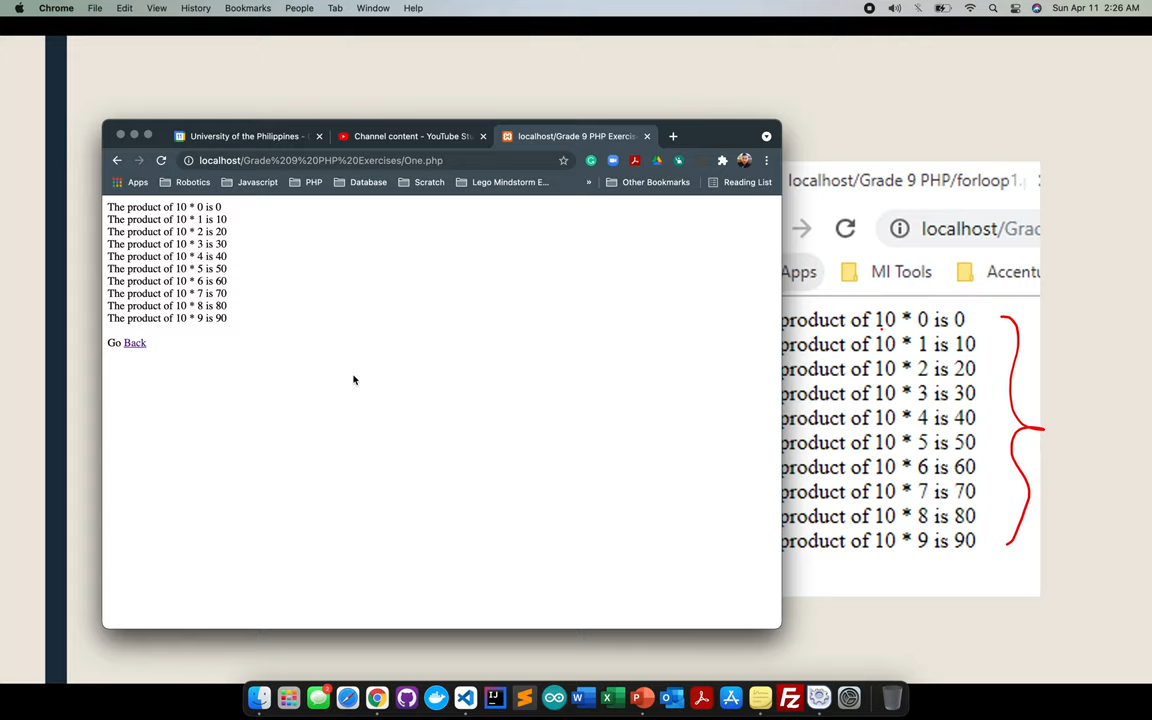 Chrome File Edit View History Bookmarks People Tab Window Help Sun Apr 11 2:26 AM
University of the Philippines - Channel content - YouTube Stu localhost/Grade 9 PHP Exercis
localhost/Grade%209%20PHP%20Exercises/One.php
Apps Robotics Javascript PHP Database Scratch Lego Mindstorm E... » Other Bookmarks Reading List
The product of 10 * 0 is 0
The product of 10 * 1 is 10
The product of 10 * 2 is 20
The product of 10 * 3 is 30
The product of 10 * 4 is 40
The product of 10 * 5 is 50
The product of 10 * 6 is 60
The product of 10 * 7 is 70
The product of 10 * 8 is 80
The product of 10 * 9 is 90
Go Back
localhost/Grade 9 PHP/forloop1.
localhost/Gra
Apps MI Tools Accent
product of 10 * 0 is 0
product of 10 * 1 is 10
product of 10 * 2 is 20
product of 10 * 3 is 30
product of 10 * 4 is 40
product of 10 * 5 is 50
product of 10 * 6 is 60
product of 10 * 7 is 70
product of 10 * 8 is 80
product of 10 * 9 is 90